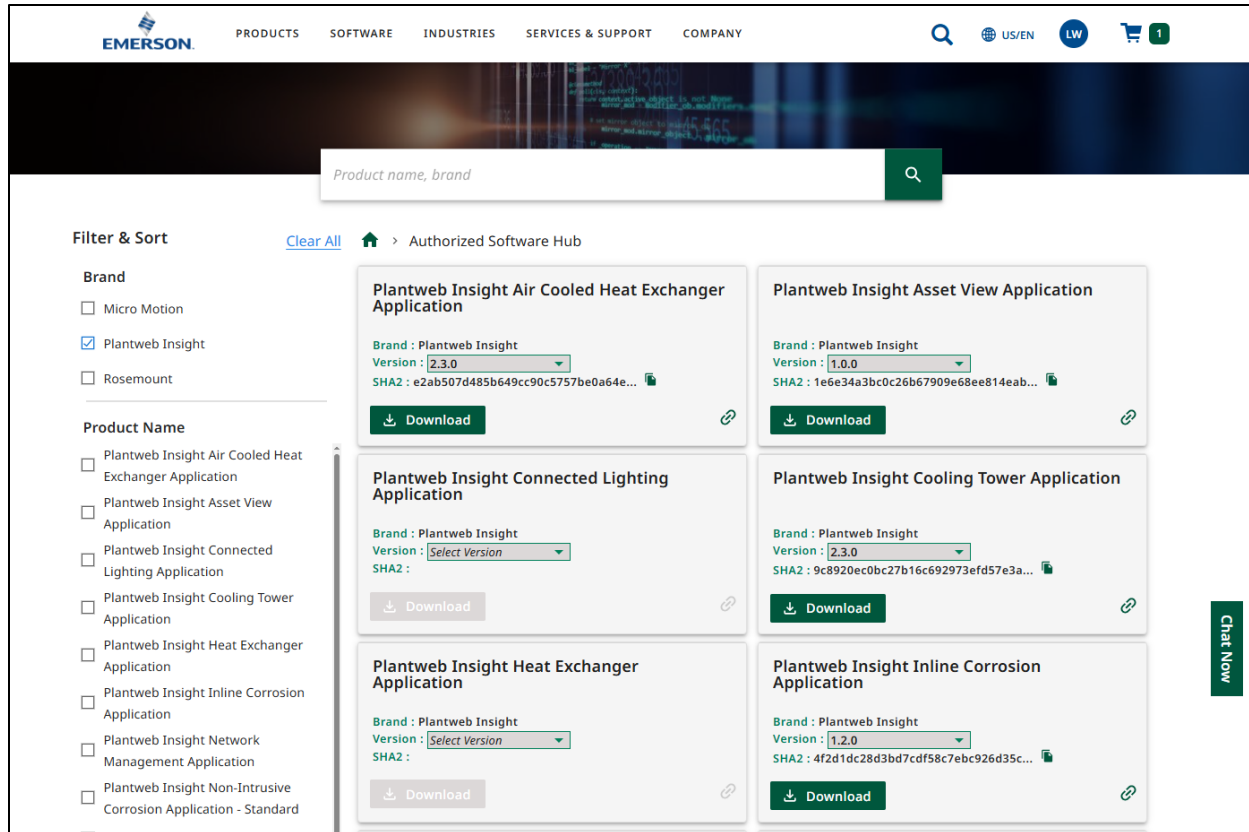 EMERSON.
PRODUCTS
SOFTWARE
INDUSTRIES
SERVICES & SUPPORT
COMPANY
US/EN
LW
1
Product name, brand
Filter & Sort
Clear All
Brand
Micro Motion
Plantweb Insight
Rosemount
Product Name
Plantweb Insight Air Cooled Heat
Exchanger Application
Plantweb Insight Asset View
Application
Plantweb Insight Connected
Lighting Application
Plantweb Insight Cooling Tower
Application
Plantweb Insight Heat Exchanger
Application
Plantweb Insight Inline Corrosion
Application
Plantweb Insight Network
Management Application
Plantweb Insight Non-Intrusive
Corrosion Application - Standard
> Authorized Software Hub
Plantweb Insight Air Cooled Heat Exchanger
Application
Brand : Plantweb Insight
Version : 2.3.0
SHA2 : e2ab507d485b649cc90c5757be0a64e...
Download
Plantweb Insight Asset View Application
Brand : Plantweb Insight
Version : 1.0.0
SHA2 : 1e6e34a3bc0c26b67909e68ee814eab...
Download
Plantweb Insight Connected Lighting
Application
Brand : Plantweb Insight
Version : Select Version
SHA2 :
Download
Plantweb Insight Cooling Tower Application
Brand : Plantweb Insight
Version : 2.3.0
SHA2 : 9c8920ec0bc27b16c692973efd57e3a...
Download
Plantweb Insight Heat Exchanger
Application
Brand : Plantweb Insight
Version : Select Version
SHA2 :
Download
Plantweb Insight Inline Corrosion
Application
Brand : Plantweb Insight
Version : 1.2.0
SHA2 : 4f2d1dc28d3bd7cdf58c7ebc926d35c...
Download
Chat Now